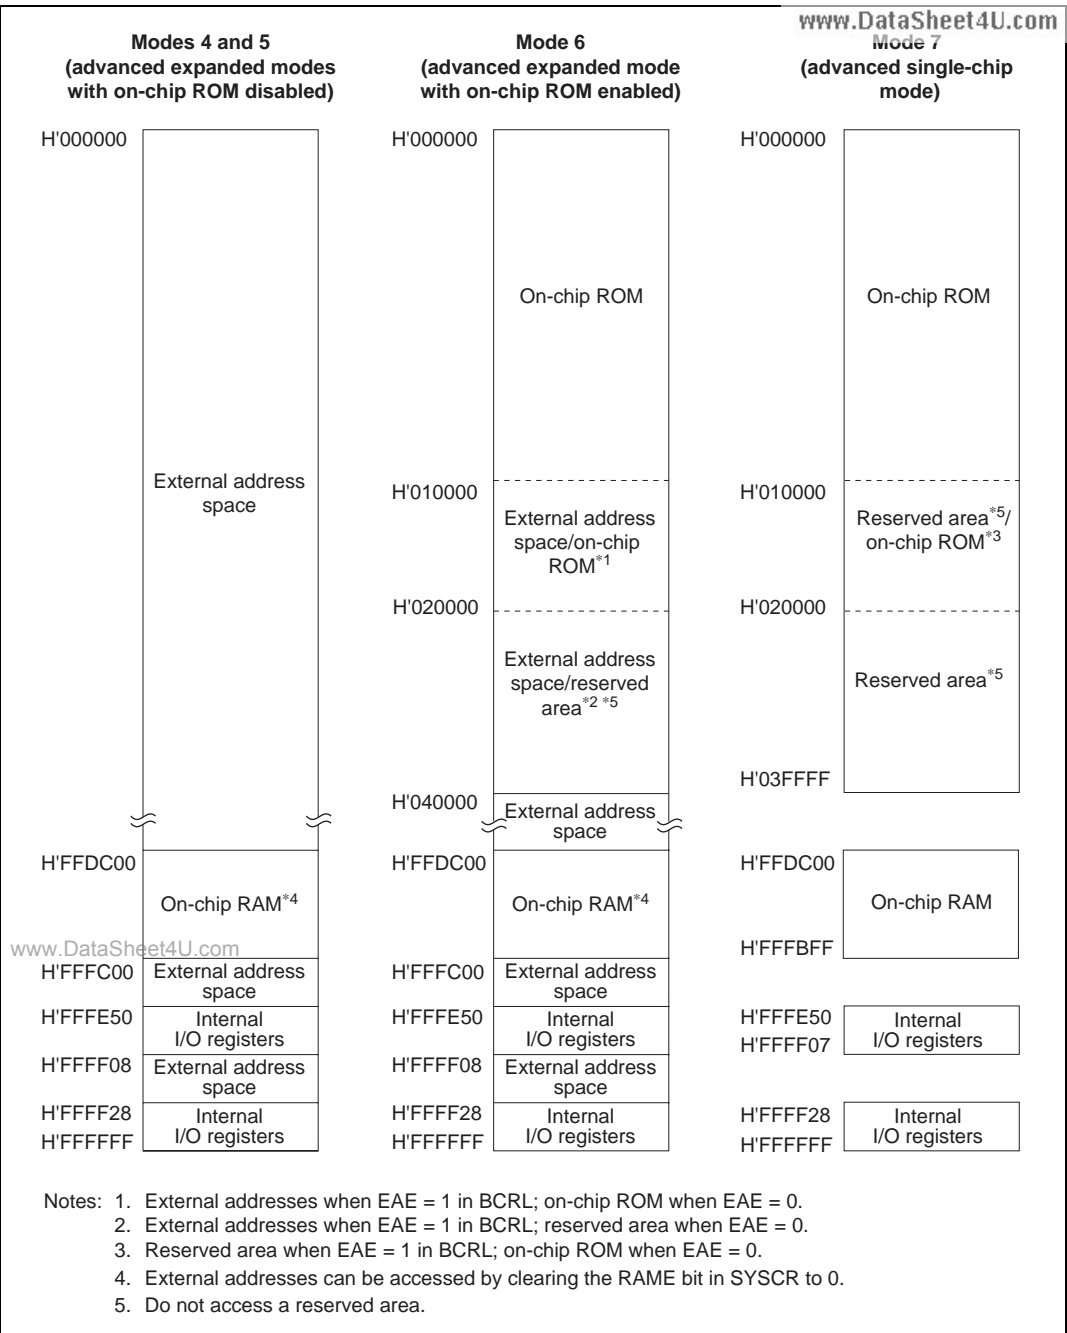 www.DataSheet4U.com
Modes 4 and 5
(advanced expanded modes
with on-chip ROM disabled)
H'000000
External address
space
H'FFDC00
On-chip RAM*4
www.DataSheet4U.com
H'FFFC00
External address
space
H'FFFE50
Internal
I/O registers
H'FFFF08
External address
space
H'FFFF28
Internal
I/O registers
H'FFFFFF
Mode 6
(advanced expanded mode
with on-chip ROM enabled)
H'000000
On-chip ROM
H'010000
External address
space/on-chip
ROM*1
H'020000
External address
space/reserved
area*2 *5
H'040000
External address
space
H'FFDC00
On-chip RAM*4
H'FFFC00
External address
space
H'FFFE50
Internal
I/O registers
H'FFFF08
External address
space
H'FFFF28
Internal
I/O registers
H'FFFFFF
Mode 7
(advanced single-chip
mode)
H'000000
On-chip ROM
H'010000
Reserved area*5/
on-chip ROM*3
H'020000
Reserved area*5
H'03FFFF
H'FFDC00
On-chip RAM
H'FFFBFF
H'FFFE50
Internal
I/O registers
H'FFFF07
H'FFFF28
Internal
I/O registers
H'FFFFFF
Notes: 1. External addresses when EAE = 1 in BCRL; on-chip ROM when EAE = 0.
2. External addresses when EAE = 1 in BCRL; reserved area when EAE = 0.
3. Reserved area when EAE = 1 in BCRL; on-chip ROM when EAE = 0.
4. External addresses can be accessed by clearing the RAME bit in SYSCR to 0.
5. Do not access a reserved area.